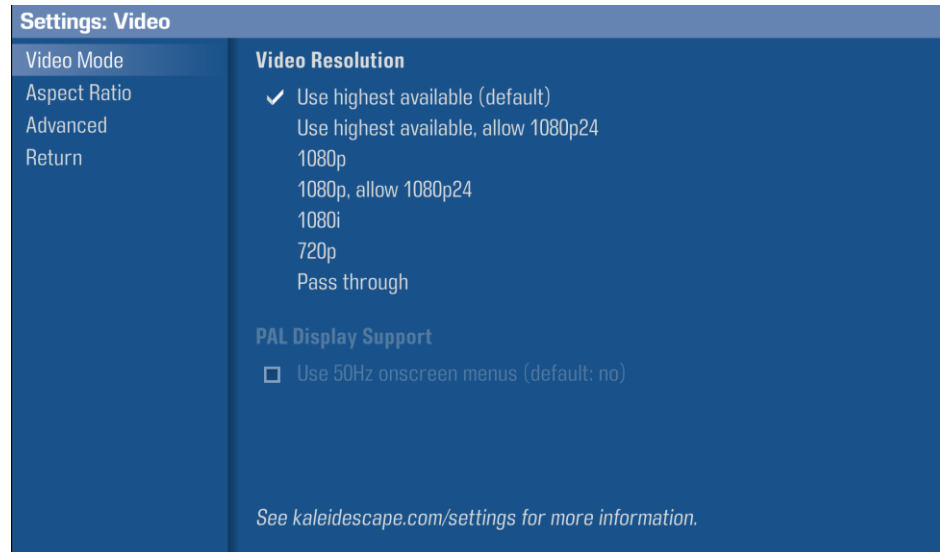 Settings: Video
Video Mode
Aspect Ratio
Advanced
Return
Video Resolution
Use highest available (default)
Use highest available, allow 1080p24
1080p
1080p, allow 1080p24
1080i
720p
Pass through
PAL Display Support
Use 50Hz onscreen menus (default: no)
See kaleidescape.com/settings for more information.